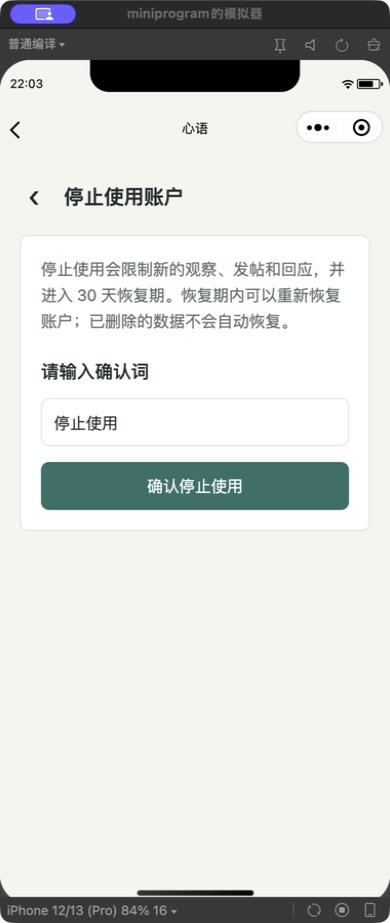 miniprogram的模拟器
普通编译
22:03
心语
停止使用账户
停止使用会限制新的观察、发帖和回应，并
进入 30 天恢复期。恢复期内可以重新恢复
账户；已删除的数据不会自动恢复。
请输入确认词
停止使用
确认停止使用
iPhone 12/13 (Pro) 84% 16